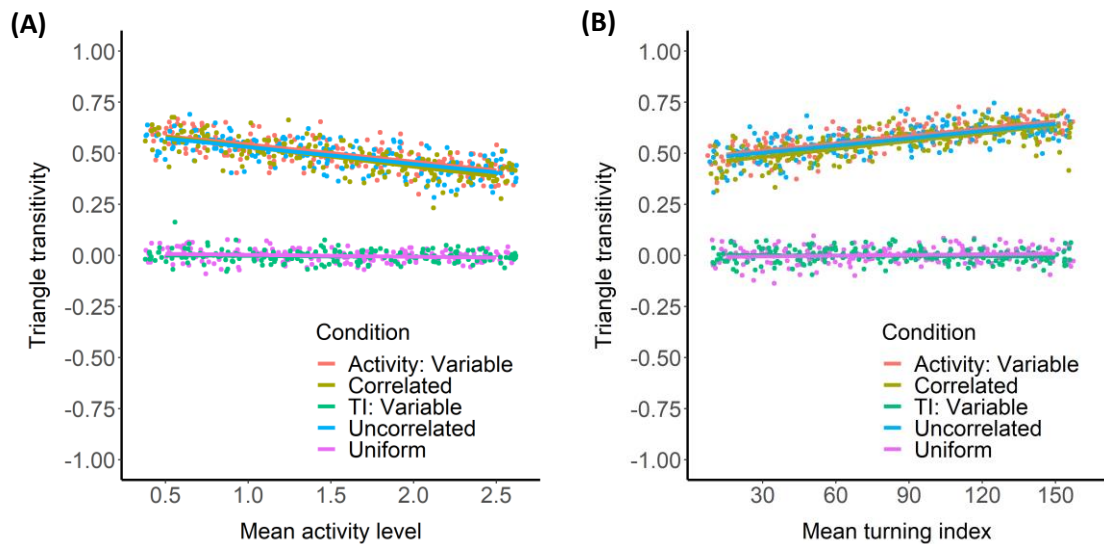 (A)
Triangle transitivity
1.00
0.75
0.50
0.25
0.00
-0.25
-0.50
-0.75
-1.00
Condition
Activity: Variable
Correlated
TI: Variable
Uncorrelated
Uniform
0.5 1.0 1.5 2.0 2.5
Mean activity level
(B)
Triangle transitivity
1.00
0.75
0.50
0.25
0.00
-0.25
-0.50
-0.75
-1.00
Condition
Activity: Variable
Correlated
TI: Variable
Uncorrelated
Uniform
30 60 90 120 150
Mean turning index